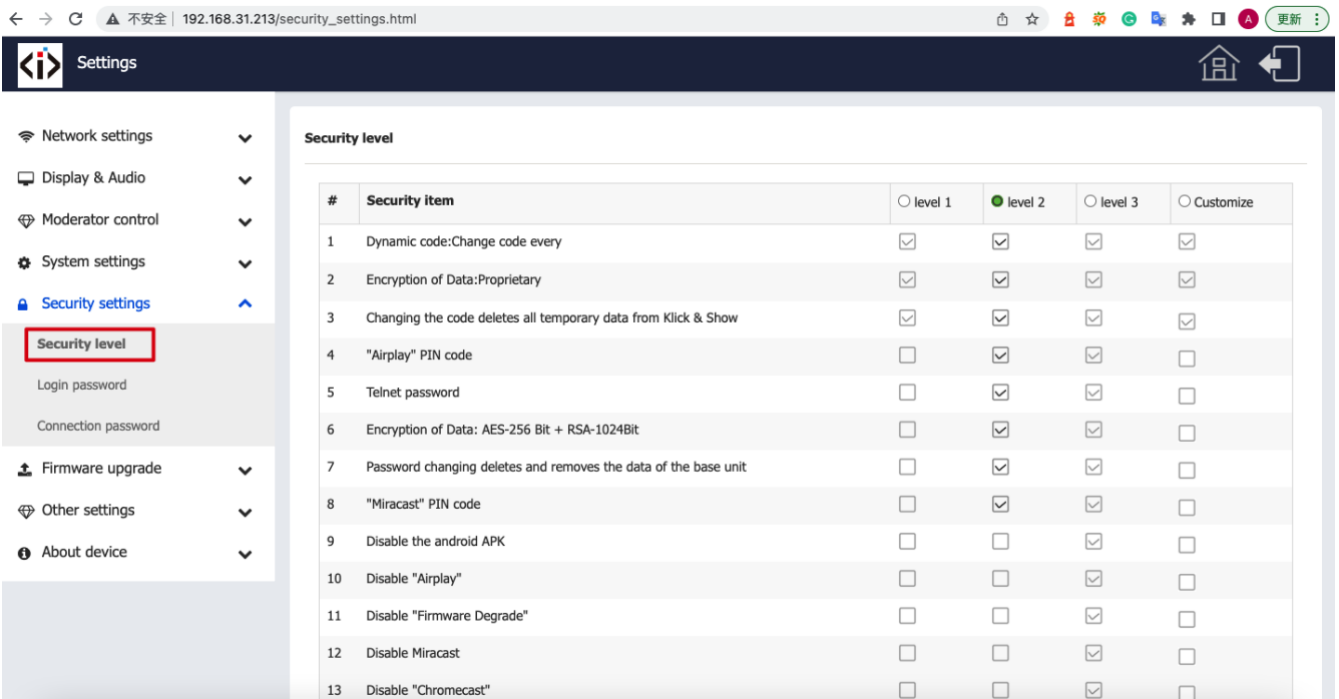 不安全 | 192.168.31.213/security_settings.html A 更新
Settings
Network settings
Display & Audio
Moderator control
System settings
Security settings
Security level
Login password
Connection password
Firmware upgrade
Other settings
About device
Security level
# Security item level 1 level 2 level 3 Customize
1 Dynamic code:Change code every
2 Encryption of Data:Proprietary
3 Changing the code deletes all temporary data from Klick & Show
4 "Airplay" PIN code
5 Telnet password
6 Encryption of Data: AES-256 Bit + RSA-1024Bit
7 Password changing deletes and removes the data of the base unit
8 "Miracast" PIN code
9 Disable the android APK
10 Disable "Airplay"
11 Disable "Firmware Degrade"
12 Disable Miracast
13 Disable "Chromecast"